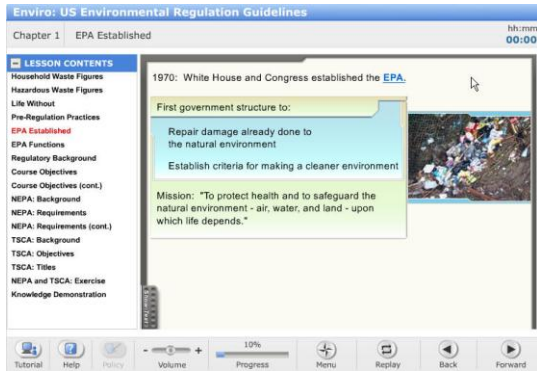 Enviro: US Environmental Regulation Guidelines
Chapter 1 EPA Established
hh:mm
00:00
LESSON CONTENTS
Household Waste Figures
Hazardous Waste Figures
Life Without
Pre-Regulation Practices
EPA Established
EPA Functions
Regulatory Background
Course Objectives
Course Objectives (cont.)
NEPA: Background
NEPA: Requirements
NEPA: Requirements (cont.)
TSCA: Background
TSCA: Objectives
TSCA: Titles
NEPA and TSCA: Exercise
Knowledge Demonstration
1970: White House and Congress established the EPA.
First government structure to:
Repair damage already done to
the natural environment
Establish criteria for making a cleaner environment
Mission: "To protect health and to safeguard the
natural environment - air, water, and land - upon
which life depends."
Show Text
10%
Tutorial Help Policy - + Volume Progress Menu Replay Back Forward